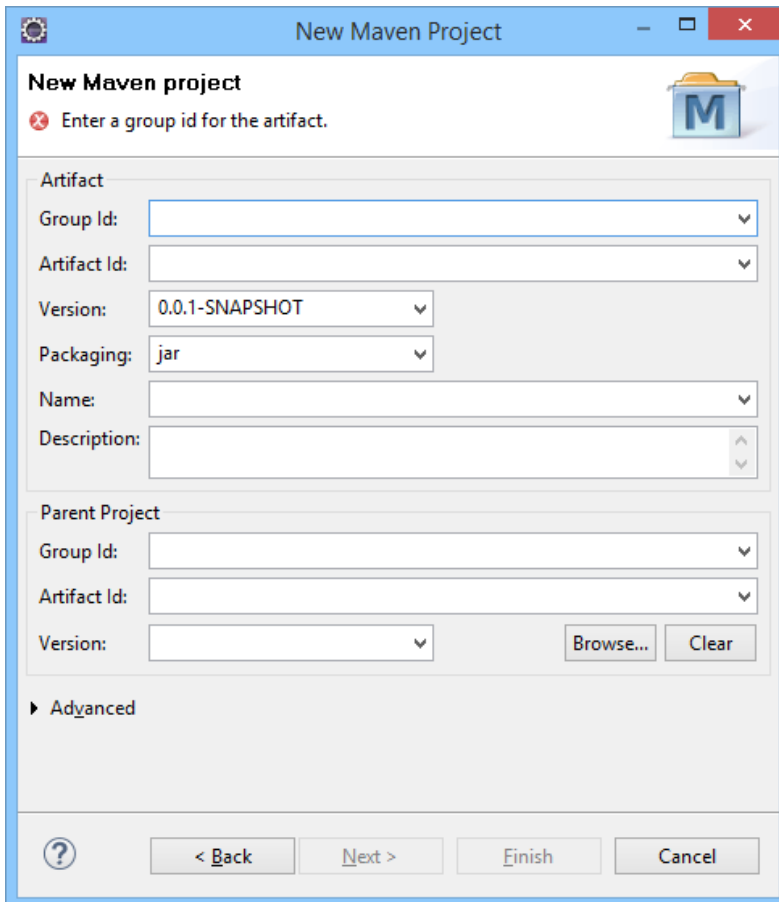 New Maven Project
New Maven project
Enter a group id for the artifact.
M
Artifact
Group Id:
Artifact Id:
Version: 0.0.1-SNAPSHOT
Packaging: jar
Name:
Description:
Parent Project
Group Id:
Artifact Id:
Version: Browse... Clear
Advanced
? < Back Next > Finish Cancel